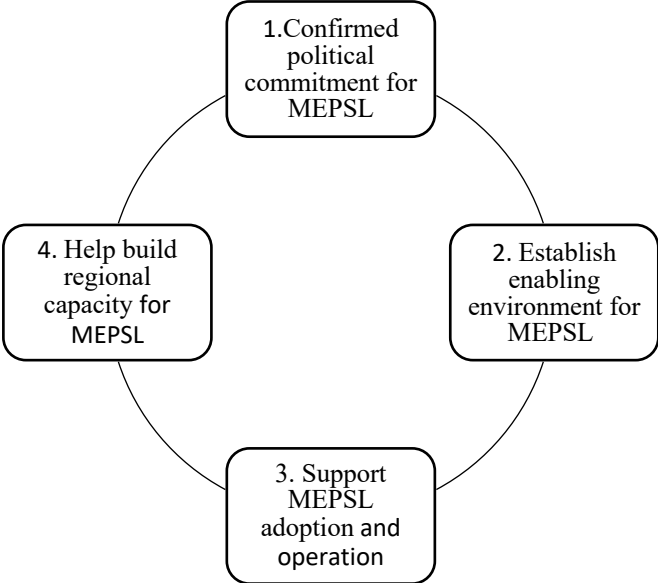 1.Confirmed
political
commitment for
MEPSL
2. Establish
enabling
environment for
MEPSL
3. Support
MEPSL
adoption and
operation
4. Help build
regional
capacity for
MEPSL